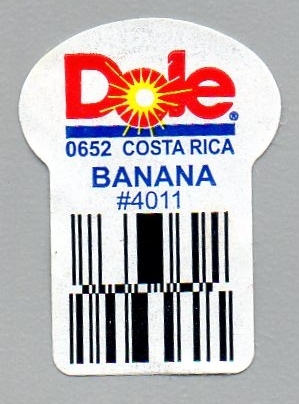 Dole®
0652 COSTA RICA
BANANA
#4011